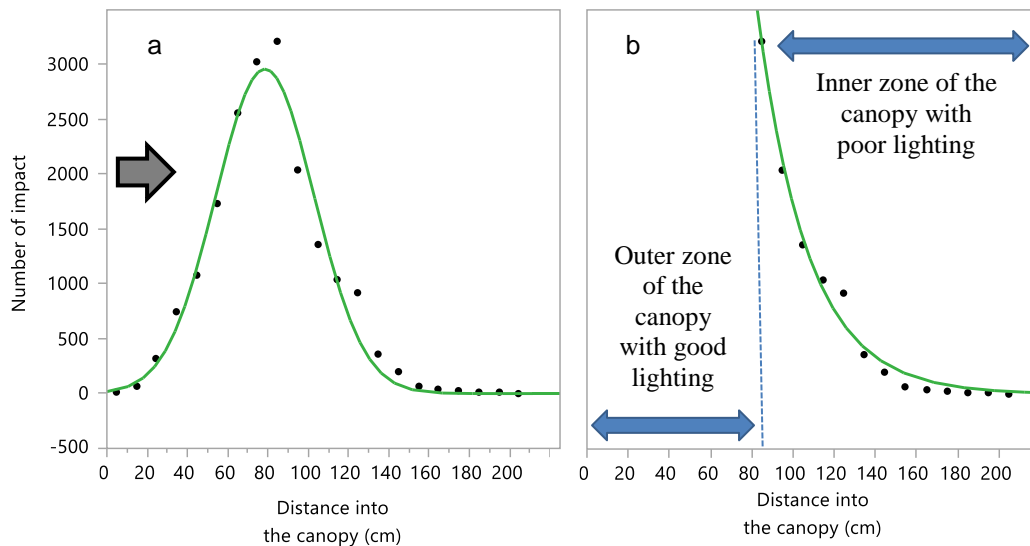 a
Number of impact
3000
2500
2000
1500
1000
500
0
-500
0 20 40 60 80 100 120 140 160 180 200
Distance into
the canopy (cm)
b
Inner zone of the
canopy with
poor lighting
Outer zone
of the
canopy
with good
lighting
0 20 40 60 80 100 120 140 160 180 200
Distance into
the canopy (cm)